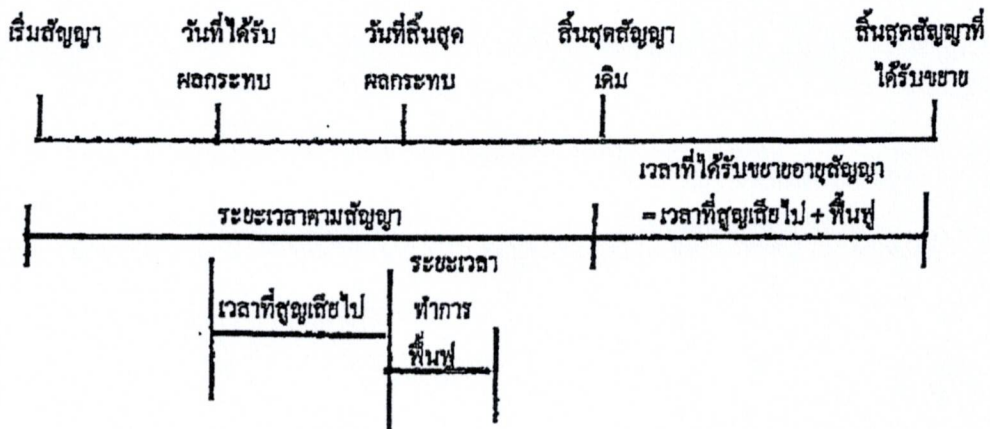 เริ่มสัญญา วันที่ได้รับ วันที่สิ้นสุด สิ้นสุดสัญญา สิ้นสุดสัญญาที่
ผลกระทบ ผลกระทบ เดิม ได้รับขยาย
เวลาที่ได้รับขยายอายุสัญญา
ระยะเวลาตามสัญญา =เวลาที่สูญเสียไป + ฟื้นฟู
ระยะเวลา
เวลาที่สูญเสียไป ทำการ
ฟื้นฟู